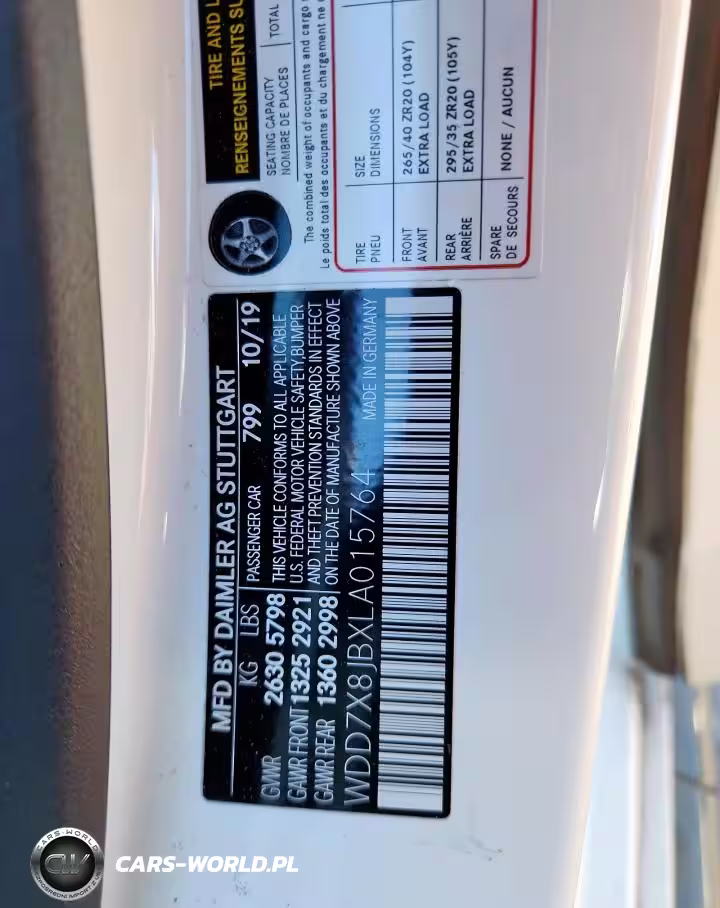 TIRE AND L
RENSEIGNEMENTS SU
SEATING CAPACITY
NOMBRE DE PLACES
TOTAL
The combined weight of occupants and cargo
Le poids total des occupants et du chargement ne
TIRE
PNEU
SIZE
DIMENSIONS
FRONT
AVANT
265/40 ZR20 (104Y)
EXTRA LOAD
REAR
ARRIÈRE
295/35 ZR20 (105Y)
EXTRA LOAD
SPARE
DE SECOURS
NONE / AUCUN
MFD BY DAIMLER AG STUTTGART
KG LBS PASSENGER CAR 799 10/19
GWR 2630 5798 THIS VEHICLE CONFORMS TO ALL APPLICABLE
GAWR FRONT 1325 2921 U.S. FEDERAL MOTOR VEHICLE SAFETY, BUMPER
AND THEFT PREVENTION STANDARDS IN EFFECT
GAWR REAR 1360 2998 ON THE DATE OF MANUFACTURE SHOWN ABOVE
WDD7X8JBXLA015764 MADE IN GERMANY
CARS-WORLD
CW
CARS-WORLD.PL